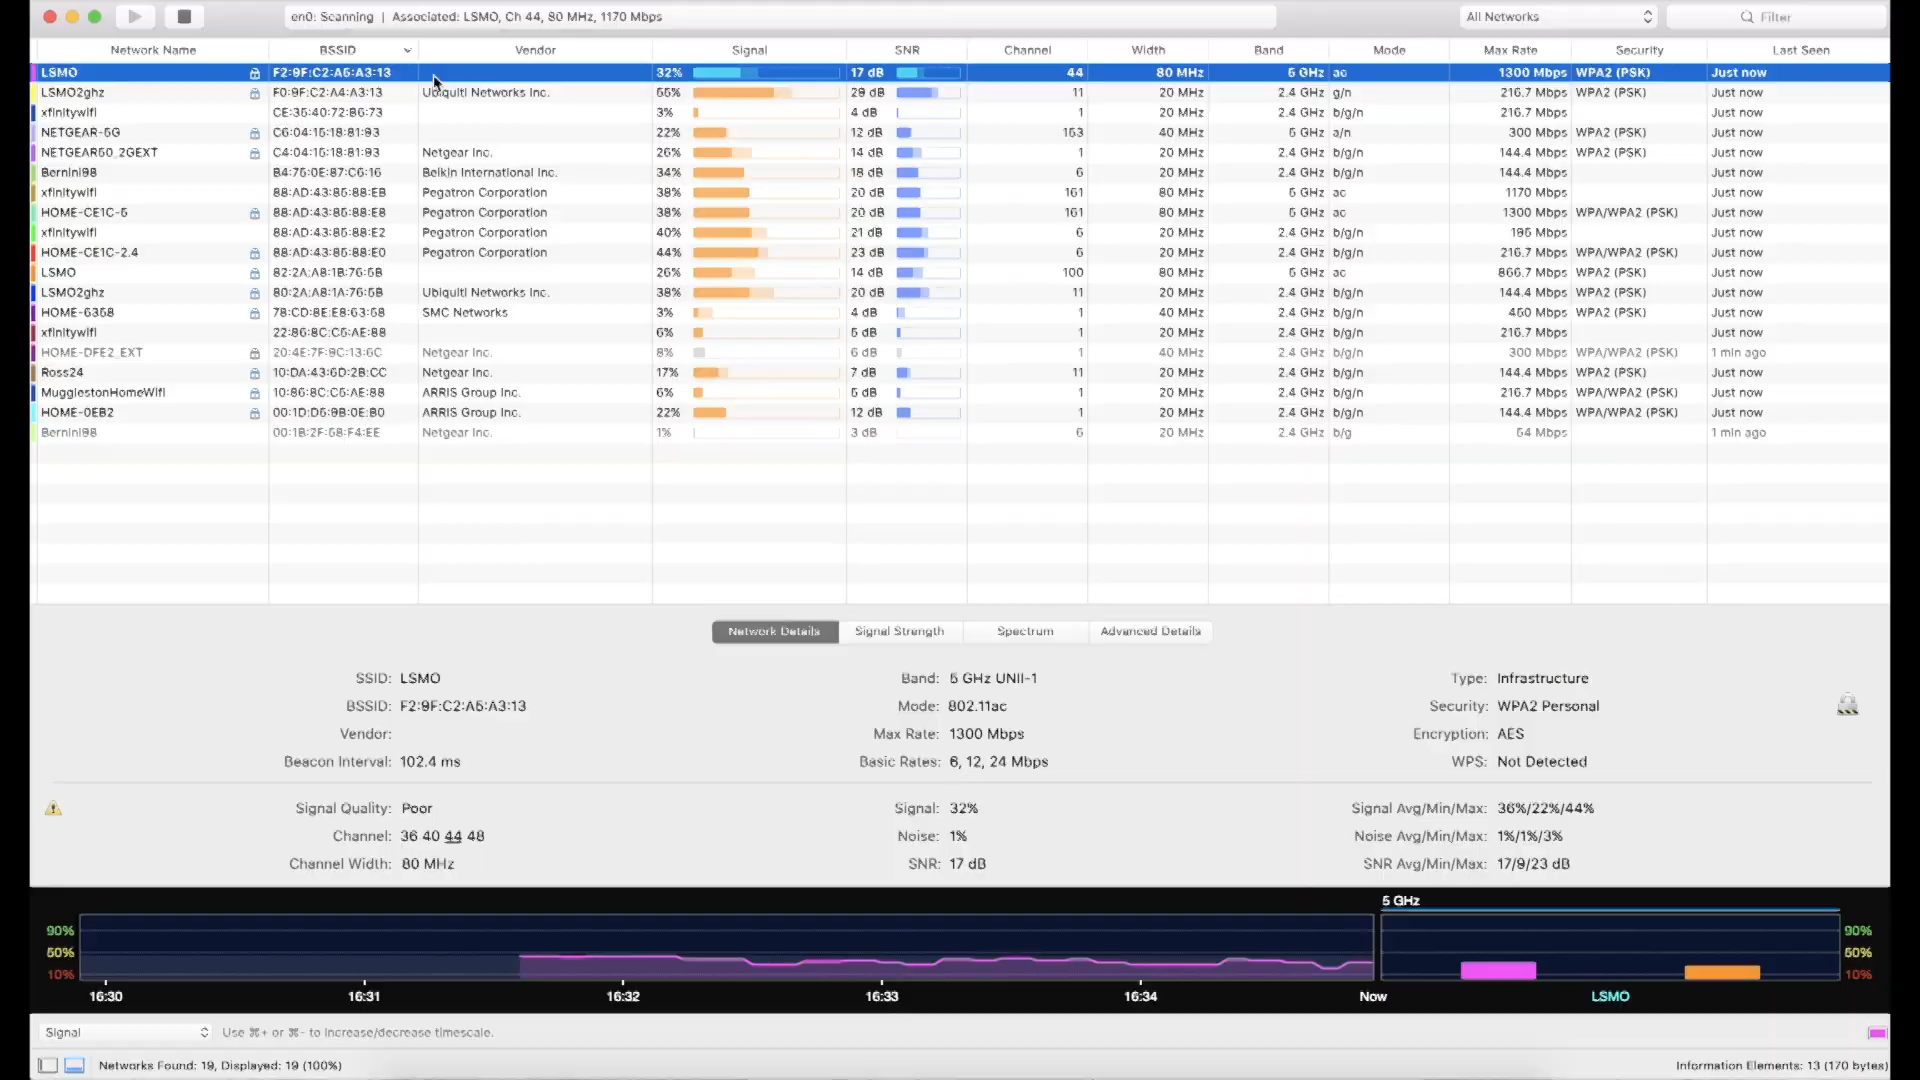 en0: Scanning | Associated: LSMO, Ch 44, 80 MHz, 1170 Mbps
All Networks
Filter
Network Name BSSID Vendor Signal SNR Channel Width Band Mode Max Rate Security Last Seen
LSMO F2:9F:C2:A5:A3:13 32% 17 dB 44 80 MHz 5 GHz ac 1300 Mbps WPA2 (PSK) Just now
LSMO2ghz F0:9F:C2:A4:A3:13 Ubiquiti Networks Inc. 55% 29 dB 11 20 MHz 2.4 GHz g/n 216.7 Mbps WPA2 (PSK) Just now
xfinitywifi CE:35:40:72:B6:73 3% 4 dB 1 20 MHz 2.4 GHz b/g/n 216.7 Mbps Just now
NETGEAR-5G C6:04:15:18:81:93 22% 12 dB 153 40 MHz 5 GHz a/n 300 Mbps WPA2 (PSK) Just now
NETGEAR50_2GEXT C4:04:15:18:81:93 Netgear Inc. 26% 14 dB 1 20 MHz 2.4 GHz b/g/n 144.4 Mbps WPA2 (PSK) Just now
Bernini98 B4:75:0E:87:C6:16 Belkin International Inc. 34% 18 dB 6 20 MHz 2.4 GHz b/g/n 144.4 Mbps Just now
xfinitywifi 88:AD:43:85:88:EB Pegatron Corporation 38% 20 dB 161 80 MHz 5 GHz ac 1170 Mbps Just now
HOME-CE1C-5 88:AD:43:85:88:E8 Pegatron Corporation 38% 20 dB 161 80 MHz 5 GHz ac 1300 Mbps WPA/WPA2 (PSK) Just now
xfinitywifi 88:AD:43:85:88:E2 Pegatron Corporation 40% 21 dB 6 20 MHz 2.4 GHz b/g/n 195 Mbps Just now
HOME-CE1C-2.4 88:AD:43:85:88:E0 Pegatron Corporation 44% 23 dB 6 20 MHz 2.4 GHz b/g/n 216.7 Mbps WPA/WPA2 (PSK) Just now
LSMO 82:2A:A8:1B:76:5B 26% 14 dB 100 80 MHz 5 GHz ac 866.7 Mbps WPA2 (PSK) Just now
LSMO2ghz 80:2A:A8:1A:76:5B Ubiquiti Networks Inc. 38% 20 dB 11 20 MHz 2.4 GHz b/g/n 144.4 Mbps WPA2 (PSK) Just now
HOME-6358 78:CD:8E:E8:63:58 SMC Networks 3% 4 dB 1 40 MHz 2.4 GHz b/g/n 450 Mbps WPA2 (PSK) Just now
xfinitywifi 22:86:8C:C5:AE:88 6% 5 dB 1 20 MHz 2.4 GHz b/g/n 216.7 Mbps Just now
HOME-DFE2_EXT 20:4E:7F:9C:13:6C Netgear Inc. 8% 6 dB 1 40 MHz 2.4 GHz b/g/n 300 Mbps WPA/WPA2 (PSK) 1 min ago
Ross24 10:DA:43:6D:2B:CC Netgear Inc. 17% 7 dB 11 20 MHz 2.4 GHz b/g/n 144.4 Mbps WPA2 (PSK) Just now
MugglestonHomeWifi 10:86:8C:C5:AE:88 ARRIS Group Inc. 6% 5 dB 1 20 MHz 2.4 GHz b/g/n 216.7 Mbps WPA/WPA2 (PSK) Just now
HOME-0EB2 00:1D:D5:9B:0E:B0 ARRIS Group Inc. 22% 12 dB 1 20 MHz 2.4 GHz b/g/n 144.4 Mbps WPA/WPA2 (PSK) Just now
Bernini98 00:1B:2F:58:F4:EE Netgear Inc. 1% 3 dB 6 20 MHz 2.4 GHz b/g 54 Mbps 1 min ago
Network Details Signal Strength Spectrum Advanced Details
SSID: LSMO Band: 5 GHz UNII-1 Type: Infrastructure
BSSID: F2:9F:C2:A5:A3:13 Mode: 802.11ac Security: WPA2 Personal
Vendor: Max Rate: 1300 Mbps Encryption: AES
Beacon Interval: 102.4 ms Basic Rates: 6, 12, 24 Mbps WPS: Not Detected
Signal Quality: Poor Signal: 32% Signal Avg/Min/Max: 36%/22%/44%
Channel: 36 40 44 48 Noise: 1% Noise Avg/Min/Max: 1%/1%/3%
Channel Width: 80 MHz SNR: 17 dB SNR Avg/Min/Max: 17/9/23 dB
5 GHz
90% 90%
50% 50%
10% 10%
16:30 16:31 16:32 16:33 16:34 Now LSMO
Signal Use ⌘+ or ⌘- to increase/decrease timescale.
Networks Found: 19, Displayed: 19 (100%) Information Elements: 13 (170 bytes)